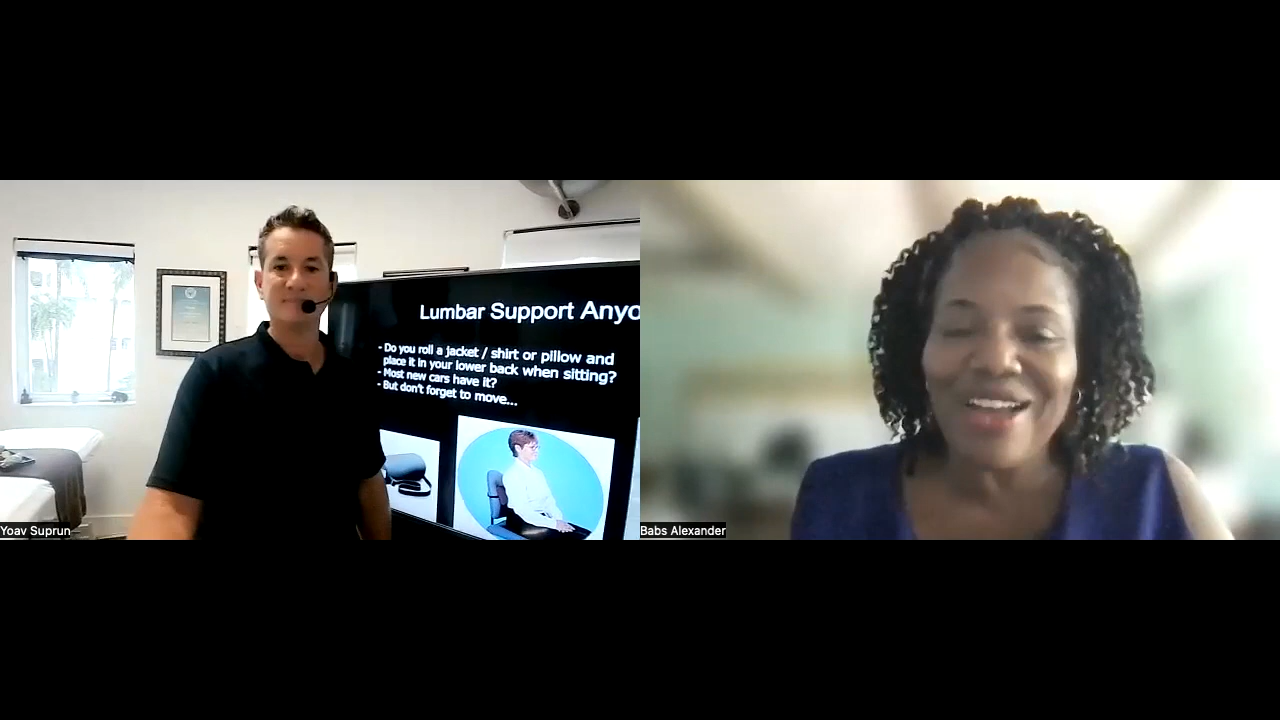 Lumbar Support Anyo
- Do you roll a jacket / shirt or pillow and
place it in your lower back when sitting?
- Most new cars have it?
- But don't forget to move...
Yoav Suprun
Babs Alexander